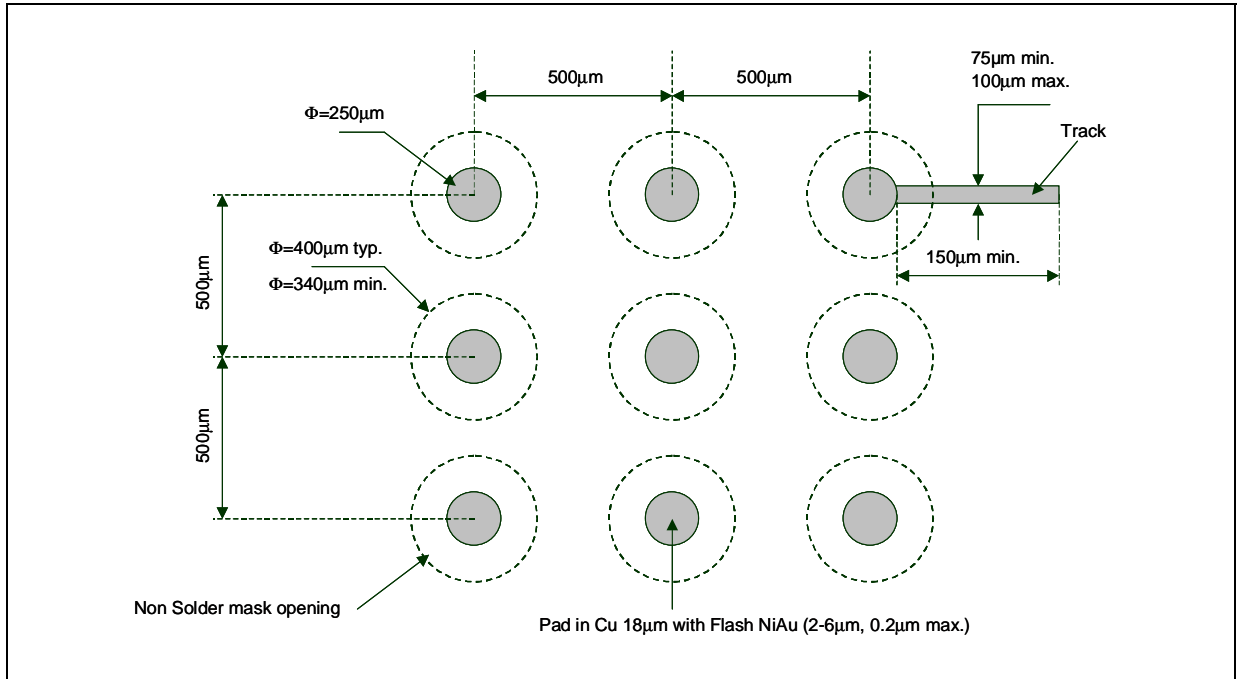 500µm
500µm
75µm min.
100µm max.
Φ=250µm
Track
Φ=400µm typ.
Φ=340µm min.
150µm min.
500µm
500µm
Non Solder mask opening
Pad in Cu 18µm with Flash NiAu (2-6µm, 0.2µm max.)